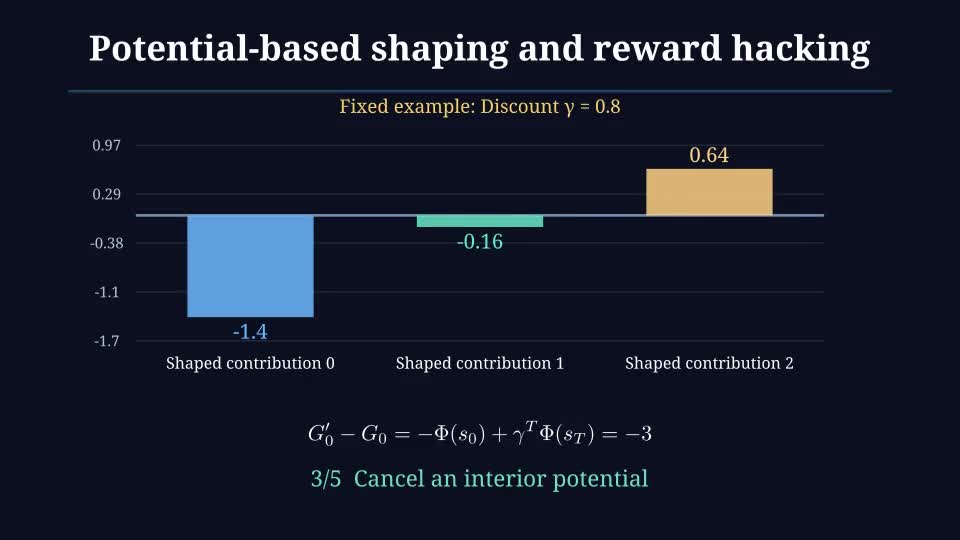 Potential-based shaping and reward hacking
Fixed example: Discount γ = 0.8
0.97
0.64
0.29
-0.38
-0.16
-1.1
-1.4
-1.7
Shaped contribution 0 Shaped contribution 1 Shaped contribution 2
G₀′ − G₀ = −Φ(s₀) + γᵀΦ(s_T) = −3
3/5 Cancel an interior potential